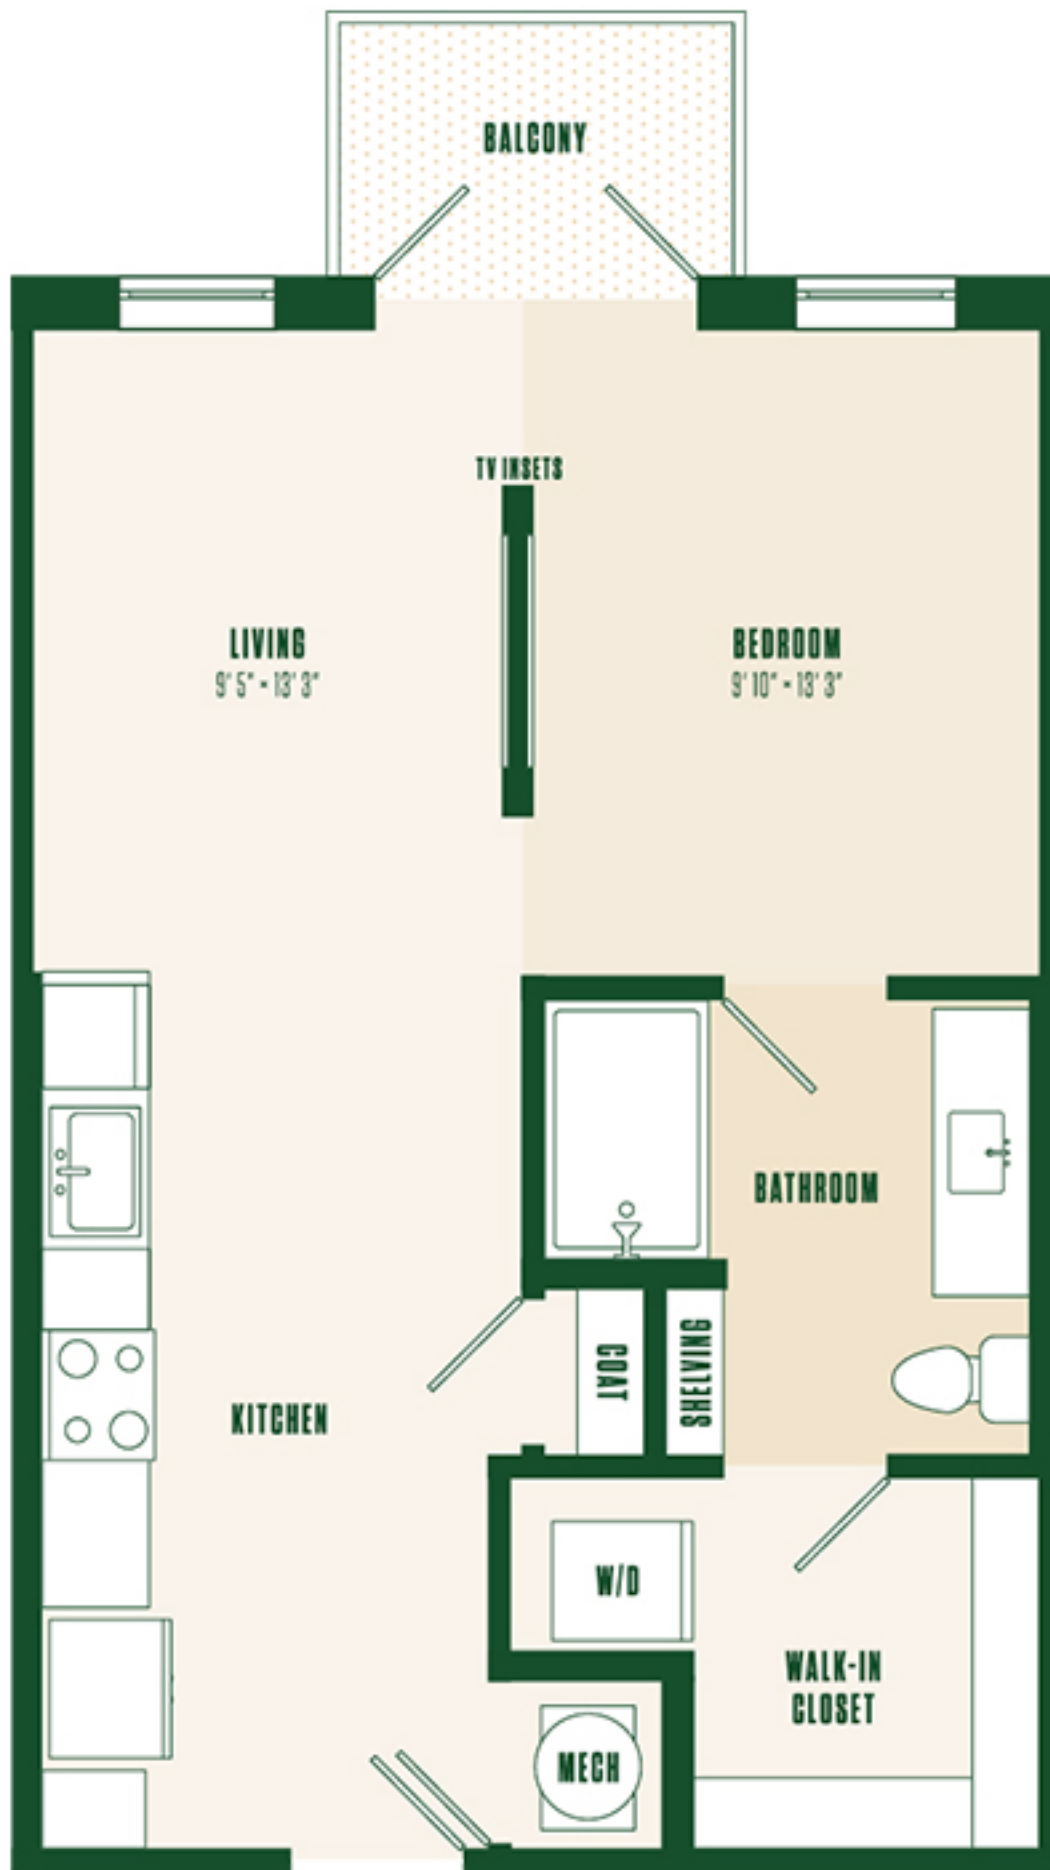 BALCONY
TV INSETS
LIVING
9' 5" × 13' 3"
BEDROOM
9' 10" × 13' 3"
BATHROOM
COAT
SHELVING
KITCHEN
W/D
WALK-IN
CLOSET
MECH